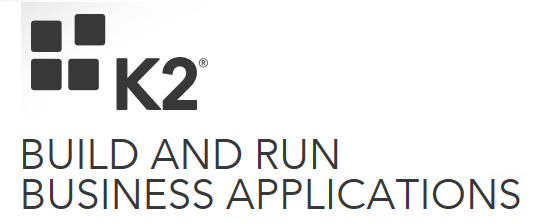 K2®
BUILD AND RUN
BUSINESS APPLICATIONS